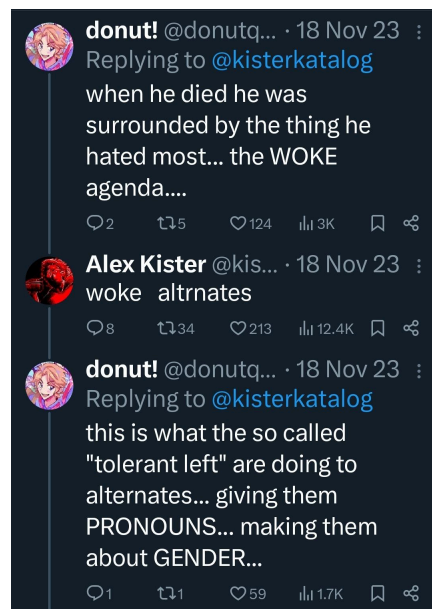 donut! @donutq... · 18 Nov 23
Replying to @kisterkatalog
when he died he was
surrounded by the thing he
hated most... the WOKE
agenda....
2 5 124 3K
Alex Kister @kis... · 18 Nov 23
woke altrnates
8 34 213 12.4K
donut! @donutq... · 18 Nov 23
Replying to @kisterkatalog
this is what the so called
"tolerant left" are doing to
alternates... giving them
PRONOUNS... making them
about GENDER...
1 1 59 1.7K